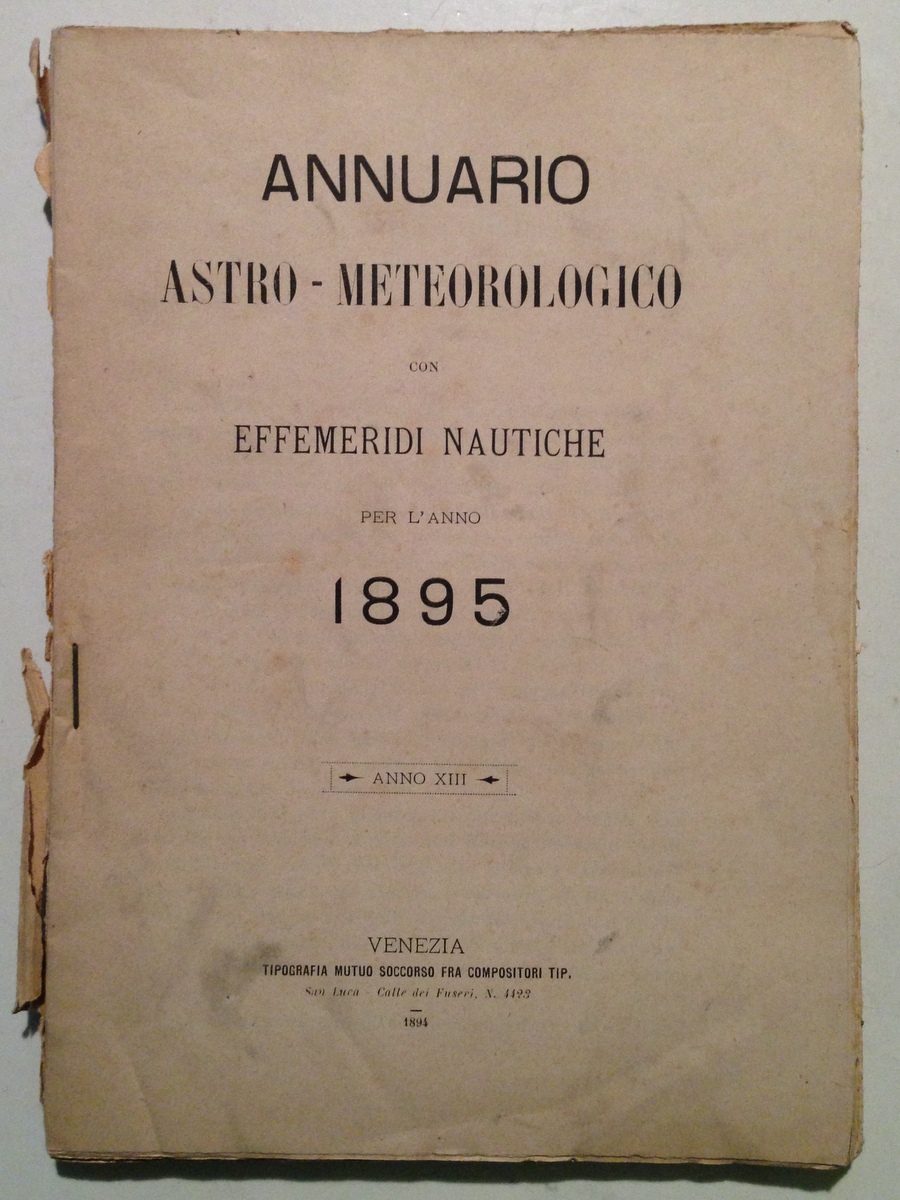 ANNUARIO
ASTRO - METEOROLOGICO
CON
EFFEMERIDI NAUTICHE
PER L'ANNO
1895
ANNO XIII
VENEZIA
TIPOGRAFIA MUTUO SOCCORSO FRA COMPOSITORI TIP.
San Luca - Calle dei Fuseri, N. 4423
1894